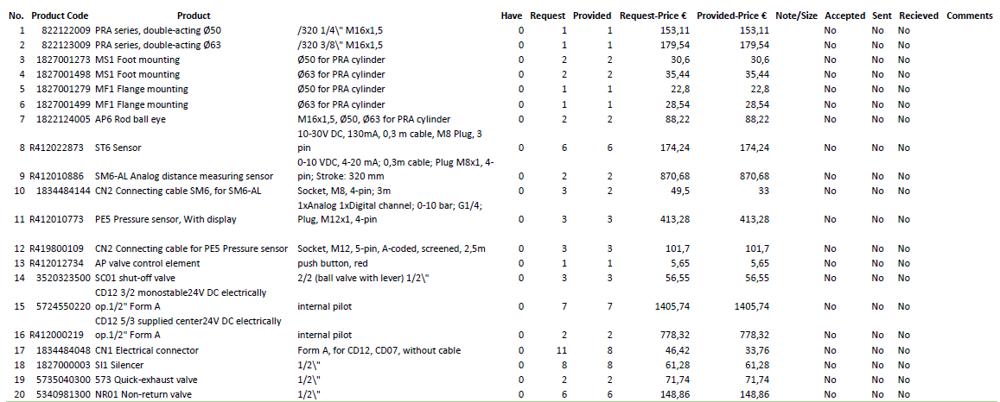 No. Product Code Product Have Request Provided Request-Price € Provided-Price € Note/Size Accepted Sent Recieved Comments
1 822122009 PRA series, double-acting Ø50 /320 1/4\" M16x1,5 0 1 1 153,11 153,11 No No No
2 822123009 PRA series, double-acting Ø63 /320 3/8\" M16x1,5 0 1 1 179,54 179,54 No No No
3 1827001273 MS1 Foot mounting Ø50 for PRA cylinder 0 2 2 30,6 30,6 No No No
4 1827001498 MS1 Foot mounting Ø63 for PRA cylinder 0 2 2 35,44 35,44 No No No
5 1827001279 MF1 Flange mounting Ø50 for PRA cylinder 0 1 1 22,8 22,8 No No No
6 1827001499 MF1 Flange mounting Ø63 for PRA cylinder 0 1 1 28,54 28,54 No No No
7 1822124005 AP6 Rod ball eye M16x1,5, Ø50, Ø63 for PRA cylinder 0 2 2 88,22 88,22 No No No
10-30V DC, 130mA, 0,3 m cable, M8 Plug, 3
8 R412022873 ST6 Sensor pin 0 6 6 174,24 174,24 No No No
0-10 VDC, 4-20 mA; 0,3m cable; Plug M8x1, 4-
9 R412010886 SM6-AL Analog distance measuring sensor pin; Stroke: 320 mm 0 2 2 870,68 870,68 No No No
10 1834484144 CN2 Connecting cable SM6, for SM6-AL Socket, M8, 4-pin; 3m 0 3 2 49,5 33 No No No
1xAnalog 1xDigital channel; 0-10 bar; G1/4;
11 R412010773 PE5 Pressure sensor, With display Plug, M12x1, 4-pin 0 3 3 413,28 413,28 No No No
12 R419800109 CN2 Connecting cable for PE5 Pressure sensor Socket, M12, 5-pin, A-coded, screened, 2,5m 0 3 3 101,7 101,7 No No No
13 R412012734 AP valve control element push button, red 0 1 1 5,65 5,65 No No No
14 3520323500 SC01 shut-off valve 2/2 (ball valve with lever) 1/2\" 0 3 3 56,55 56,55 No No No
CD12 3/2 monostable24V DC electrically
15 5724550220 op.1/2" Form A internal pilot 0 7 7 1405,74 1405,74 No No No
CD12 5/3 supplied center24V DC electrically
16 R412000219 op.1/2" Form A internal pilot 0 2 2 778,32 778,32 No No No
17 1834484048 CN1 Electrical connector Form A, for CD12, CD07, without cable 0 11 8 46,42 33,76 No No No
18 1827000003 SI1 Silencer 1/2\" 0 8 8 61,28 61,28 No No No
19 5735040300 573 Quick-exhaust valve 1/2\" 0 2 2 71,74 71,74 No No No
20 5340981300 NR01 Non-return valve 1/2\" 0 6 6 148,86 148,86 No No No